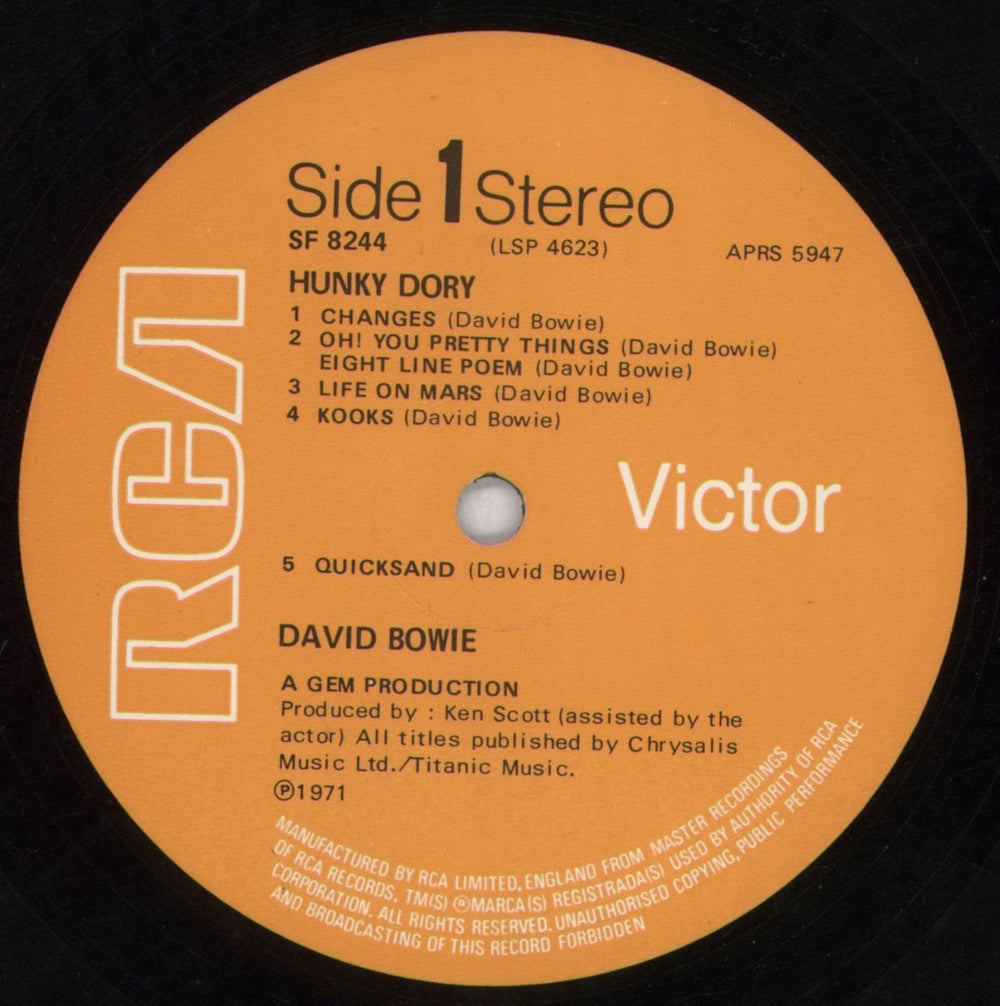 Side 1 Stereo
SF 8244 (LSP 4623) APRS 5947
HUNKY DORY
1 CHANGES (David Bowie)
2 OH! YOU PRETTY THINGS (David Bowie)
EIGHT LINE POEM (David Bowie)
3 LIFE ON MARS (David Bowie)
4 KOOKS (David Bowie)
RCA
Victor
5 QUICKSAND (David Bowie)
DAVID BOWIE
A GEM PRODUCTION
Produced by : Ken Scott (assisted by the
actor) All titles published by Chrysalis
Music Ltd./Titanic Music.
Ⓟ1971
MANUFACTURED BY RCA LIMITED, ENGLAND FROM MASTER RECORDINGS
OF RCA RECORDS, TM(S) ® MARCA(S) REGISTRADA(S) USED BY AUTHORITY OF RCA
CORPORATION. ALL RIGHTS RESERVED. UNAUTHORISED COPYING, PUBLIC PERFORMANCE
AND BROADCASTING OF THIS RECORD FORBIDDEN